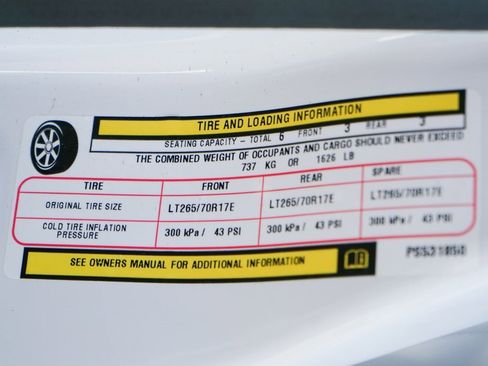 TIRE AND LOADING INFORMATION
SEATING CAPACITY - TOTAL 6 FRONT 3 REAR 3
THE COMBINED WEIGHT OF OCCUPANTS AND CARGO SHOULD NEVER EXCEED
737 KG OR 1626 LB
TIRE FRONT REAR SPARE
ORIGINAL TIRE SIZE LT265/70R17E LT265/70R17E LT265/70R17E
COLD TIRE INFLATION PRESSURE 300 kPa / 43 PSI 300 kPa / 43 PSI 300 kPa / 43 PSI
SEE OWNERS MANUAL FOR ADDITIONAL INFORMATION